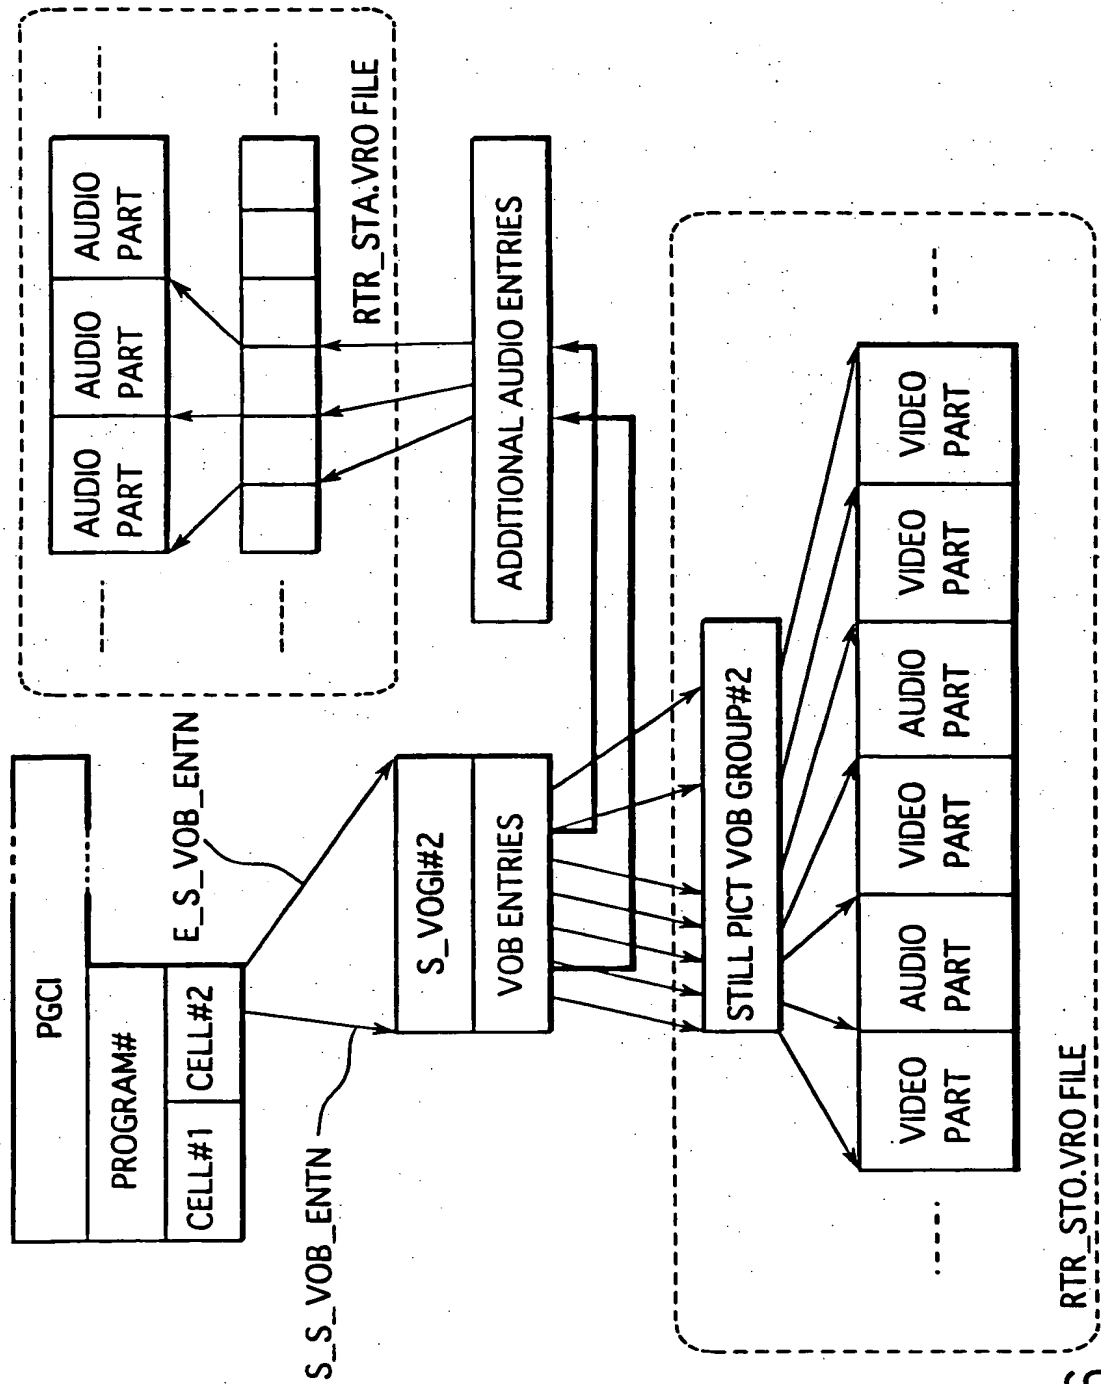 PGCI
PROGRAM#
CELL#1
CELL#2
E_S_VOB_ENTN
S_S_VOB_ENTN
S_VOGI#2
VOB ENTRIES
AUDIO
PART
AUDIO
PART
AUDIO
PART
RTR_STA.VRO FILE
ADDITIONAL AUDIO ENTRIES
STILL PICT VOB GROUP#2
VIDEO
PART
AUDIO
PART
VIDEO
PART
AUDIO
PART
VIDEO
PART
VIDEO
PART
RTR_STO.VRO FILE